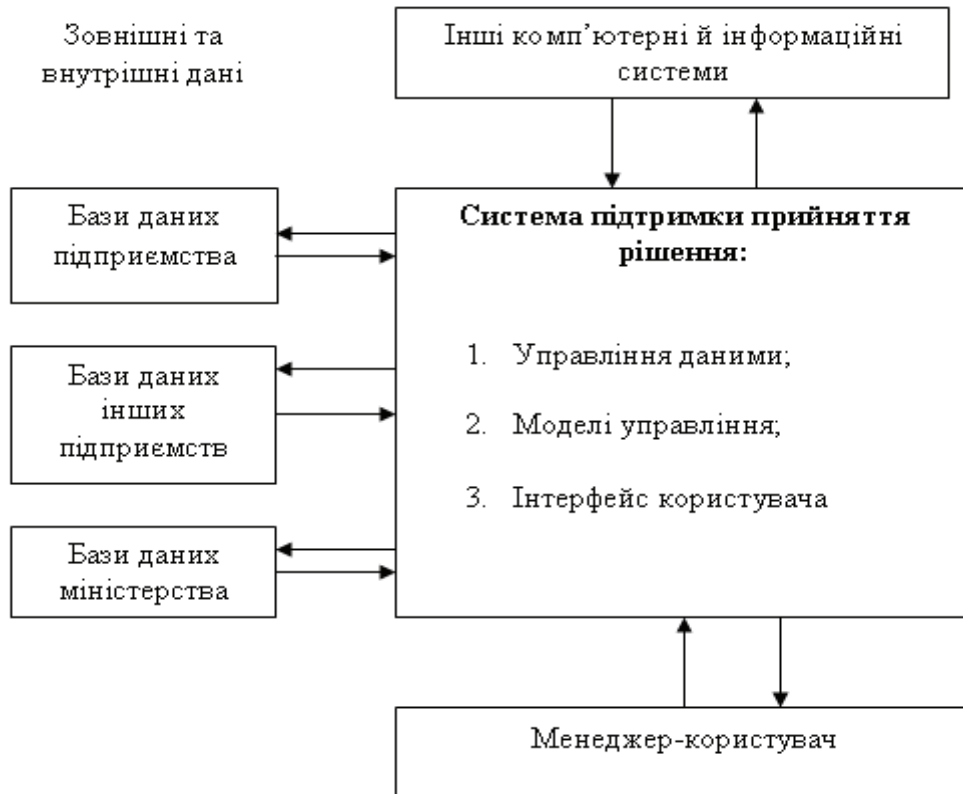 Зовнішні та
внутрішні дані
Інші комп’ютерні й інформаційні
системи
Бази даних
підприємства
Бази даних
інших
підприємств
Бази даних
міністерства
Система підтримки прийняття
рішення:
1. Управління даними;
2. Моделі управління;
3. Інтерфейс користувача
Менеджер-користувач